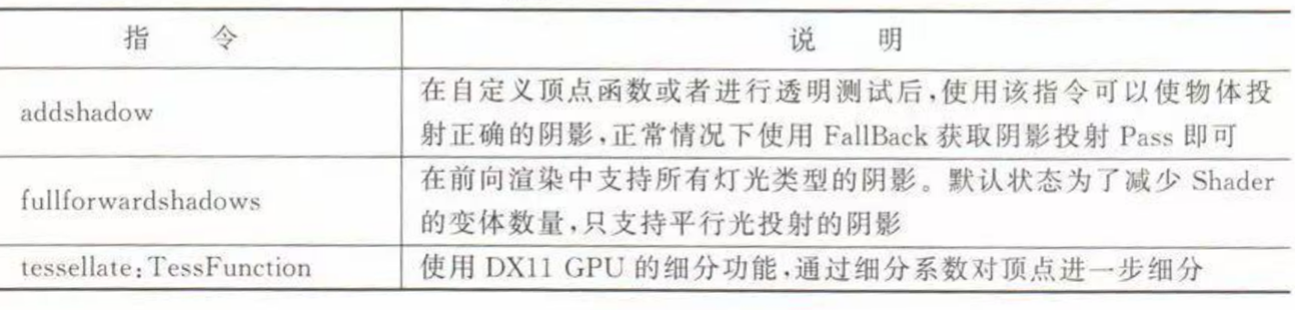 指 令 说 明
addshadow
在自定义顶点函数或者进行透明测试后,使用该指令可以使物体投
射正确的阴影,正常情况下使用 FallBack 获取阴影投射 Pass 即可
fullforwardshadows
在前向渲染中支持所有灯光类型的阴影。默认状态为了减少 Shader
的变体数量,只支持平行光投射的阴影
tessellate:TessFunction
使用 DX11 GPU 的细分功能,通过细分系数对顶点进一步细分